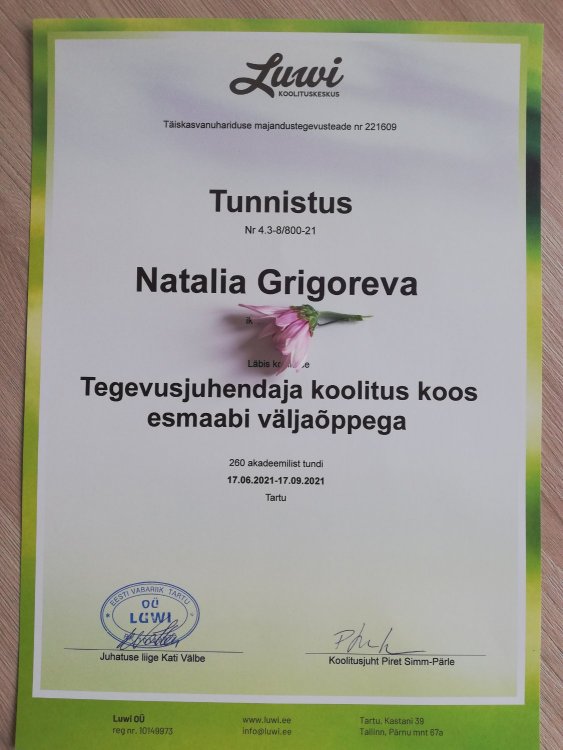 Luwi
KOOLITUSKESKUS
Täiskasvanuhariduse majandustegevusteade nr 221609
Tunnistus
Nr 4.3-8/800-21
Natalia Grigoreva
ik
Läbis
Tegevusjuhendaja koolitus koos
esmaabi väljaõppega
260 akadeemilist tundi
17.06.2021-17.09.2021
Tartu
EESTI VABARIIK TARTU
OÜ
LUWI
Juhatuse liige Kati Välbe
Koolitusjuht Piret Simm-Pärle
Luwi OÜ
reg nr. 10149973
www.luwi.ee
info@luwi.ee
Tartu, Kastani 39
Tallinn, Pärnu mnt 67a